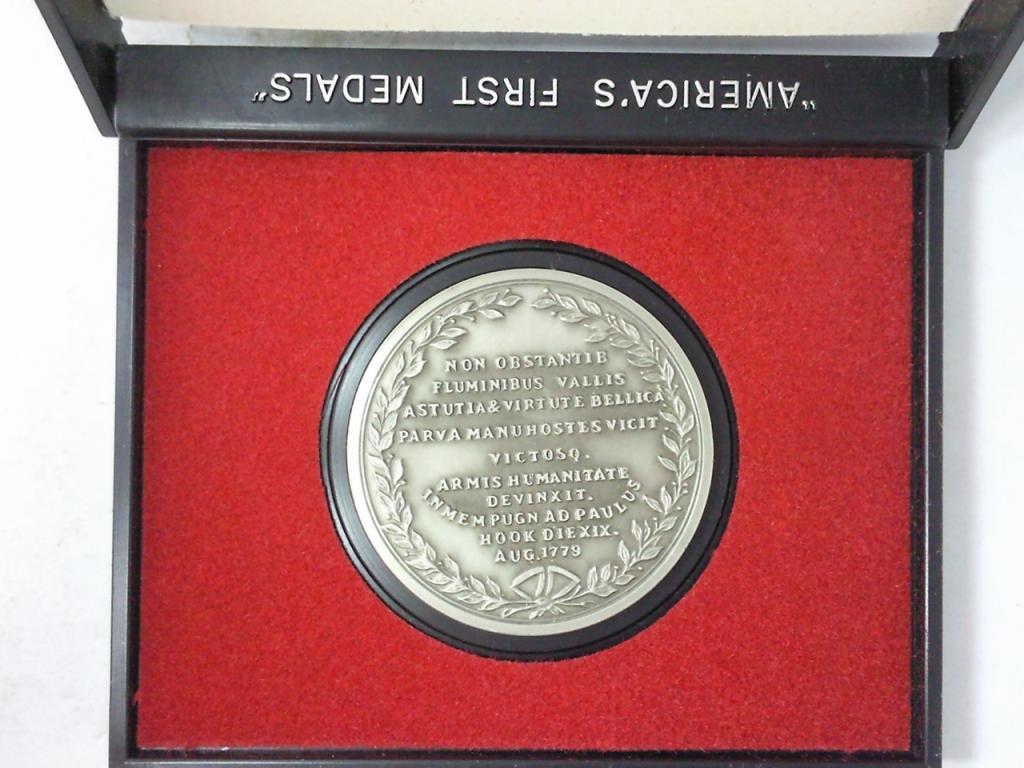 "AMERICA'S FIRST MEDALS"
NON OBSTANTIB
FLUMINIBUS VALLIS
ASTUTIA & VIRTUTE BELLICA
PARVA MANU HOSTES VICIT
VICTOSQ.
ARMIS HUMANITATE
DEVINXIT.
IN MEM PUGN AD PAULUS
HOOK DIE XIX.
AUG. 1779